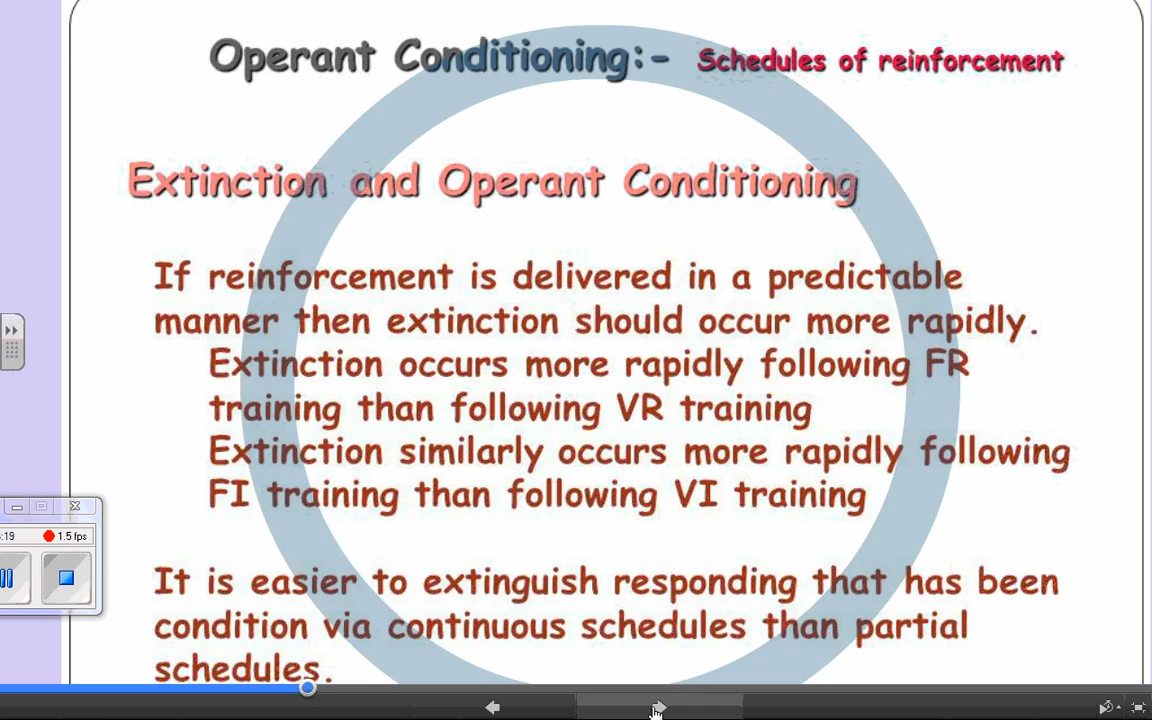 Operant Conditioning:- Schedules of reinforcement
Extinction and Operant Conditioning
If reinforcement is delivered in a predictable
manner then extinction should occur more rapidly.
Extinction occurs more rapidly following FR
training than following VR training
Extinction similarly occurs more rapidly following
FI training than following VI training
:19 1.5 fps
It is easier to extinguish responding that has been
condition via continuous schedules than partial
schedules.